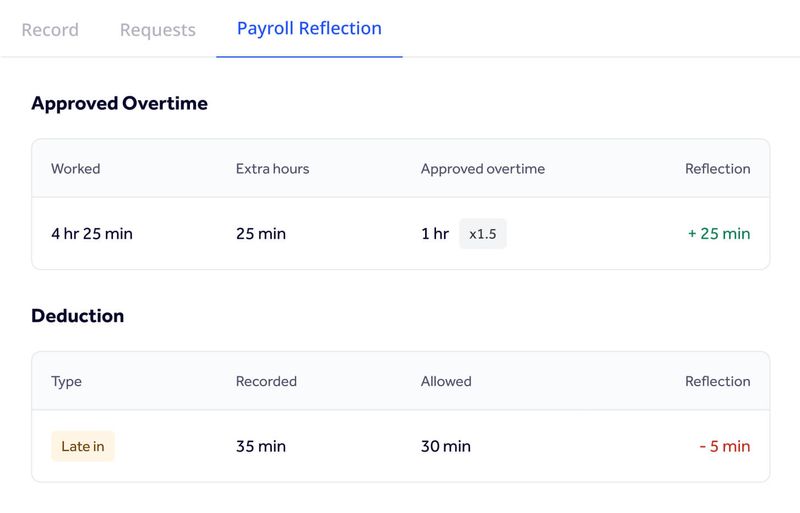 Record Requests Payroll Reflection
Approved Overtime
Worked Extra hours Approved overtime Reflection
4 hr 25 min 25 min 1 hr x1.5 + 25 min
Deduction
Type Recorded Allowed Reflection
Late in 35 min 30 min - 5 min